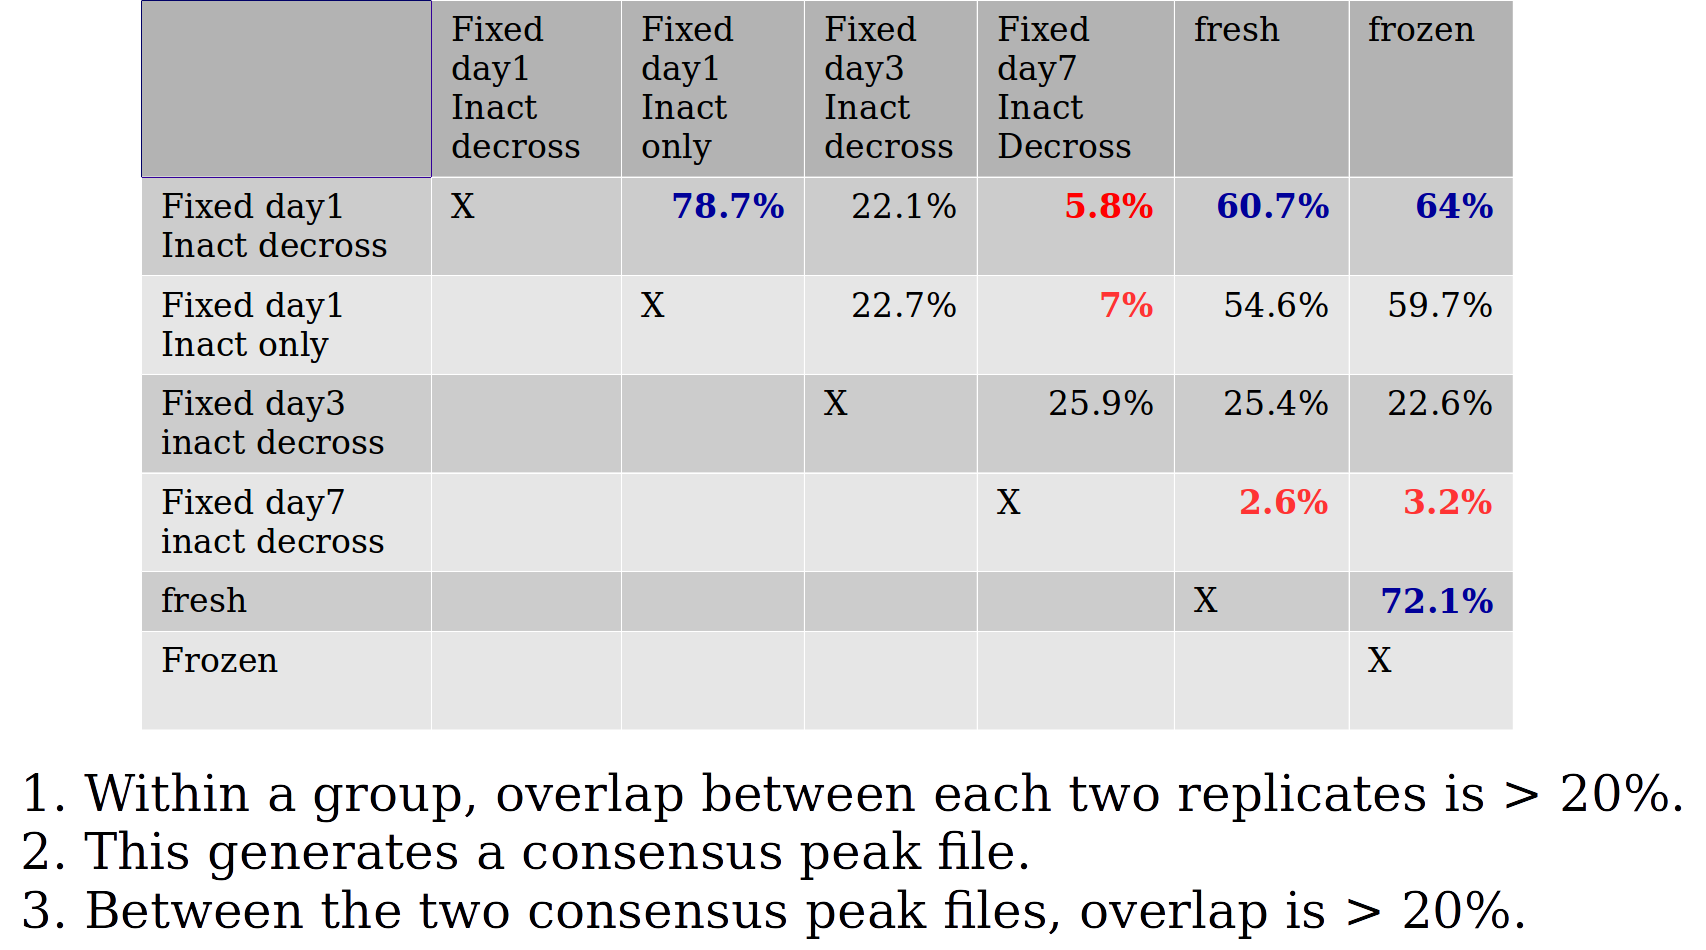 Fixed day1 Inact decross	Fixed day1 Inact only	Fixed day3 Inact decross	Fixed day7 Inact Decross	fresh	frozen
Fixed day1 Inact decross	X	78.7%	22.1%	5.8%	60.7%	64%
Fixed day1 Inact only	X	22.7%	7%	54.6%	59.7%
Fixed day3 inact decross	X	25.9%	25.4%	22.6%
Fixed day7 inact decross	X	2.6%	3.2%
fresh	X	72.1%
Frozen	X
1. Within a group, overlap between each two replicates is > 20%.
2. This generates a consensus peak file.
3. Between the two consensus peak files, overlap is > 20%.